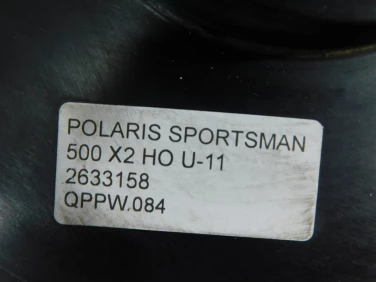 POLARIS SPORTSMAN
500 X2 HO U-11
2633158
QPPW.084